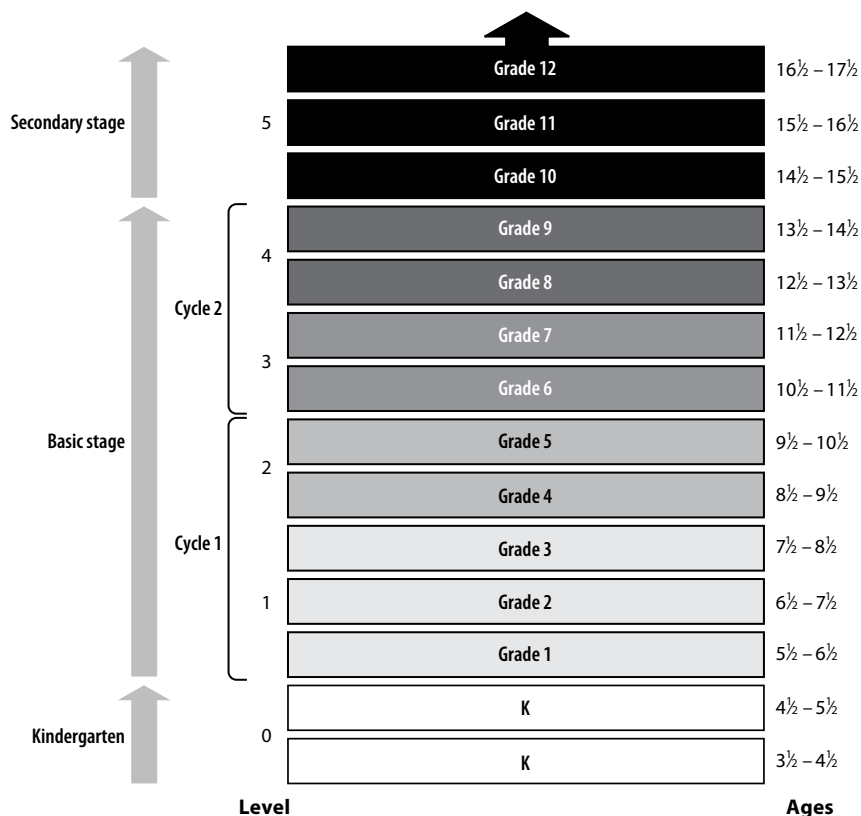 Grade 12 16½ – 17½
Secondary stage 5 Grade 11 15½ – 16½
Grade 10 14½ – 15½
Grade 9 13½ – 14½
4
Grade 8 12½ – 13½
Cycle 2
Grade 7 11½ – 12½
3
Grade 6 10½ – 11½
Basic stage Grade 5 9½ – 10½
2
Grade 4 8½ – 9½
Cycle 1 Grade 3 7½ – 8½
1 Grade 2 6½ – 7½
Grade 1 5½ – 6½
K 4½ – 5½
Kindergarten 0
K 3½ – 4½
Level Ages